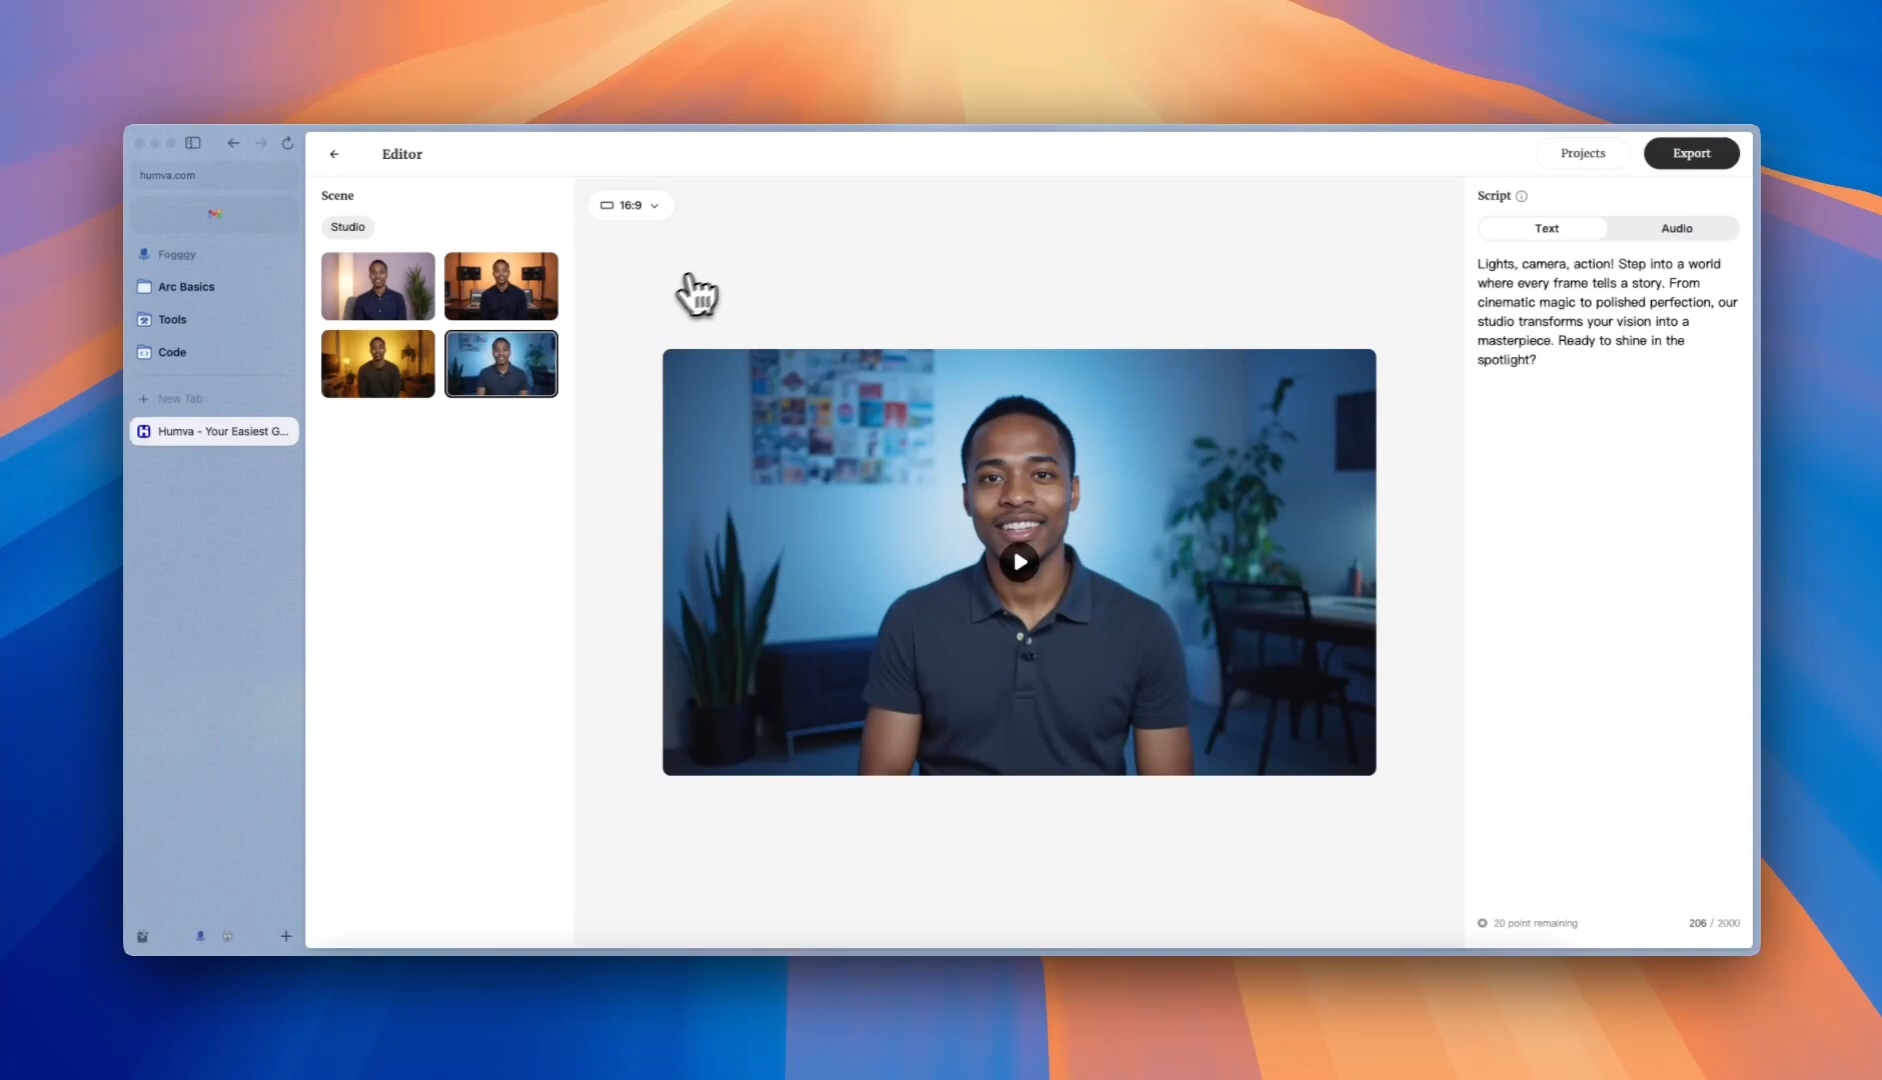 humva.com
Fogggy
Arc Basics
Tools
Code
New Tab
Humva - Your Easiest G...
Editor
Projects
Export
Scene
Studio
16:9
Script
Text
Audio
Lights, camera, action! Step into a world
where every frame tells a story. From
cinematic magic to polished perfection, our
studio transforms your vision into a
masterpiece. Ready to shine in the
spotlight?
20 point remaining
206 / 2000